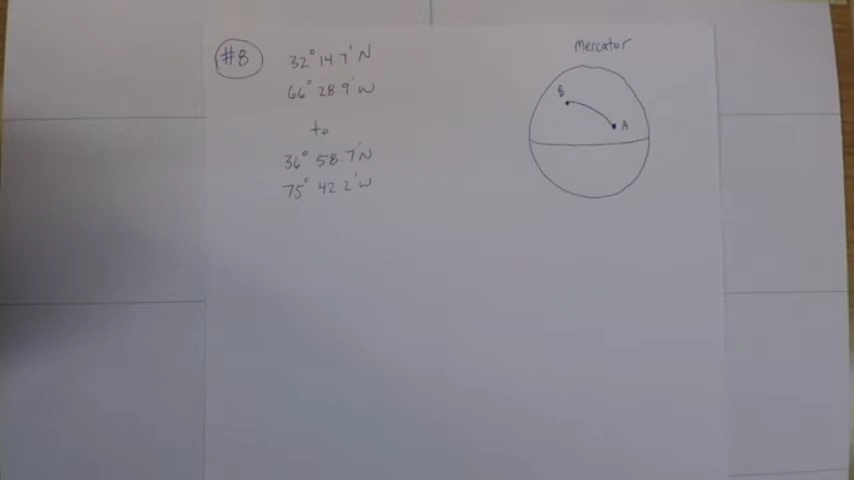 #8
32° 14.7' N
66° 28.9' W
to
36° 58.7' N
75° 42.2' W
Mercator
B
A